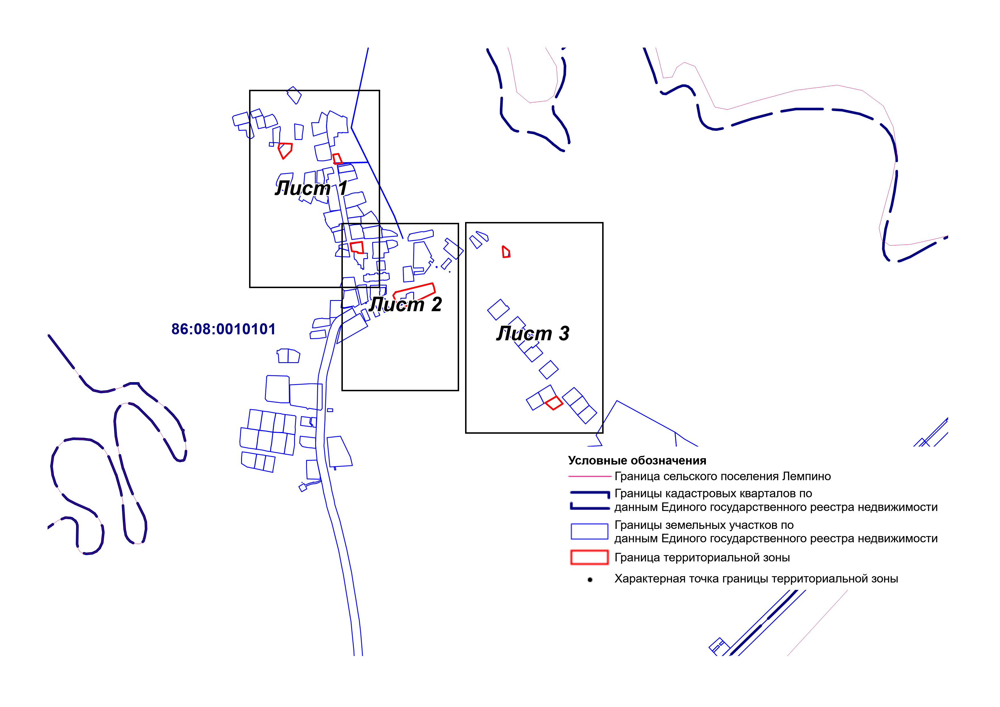 Лист 1
Лист 2
86:08:0010101
Лист 3
Условные обозначения
Граница сельского поселения Лемпино
Границы кадастровых кварталов по
данным Единого государственного реестра недвижимости
Границы земельных участков по
данным Единого государственного реестра недвижимости
Граница территориальной зоны
Характерная точка границы территориальной зоны